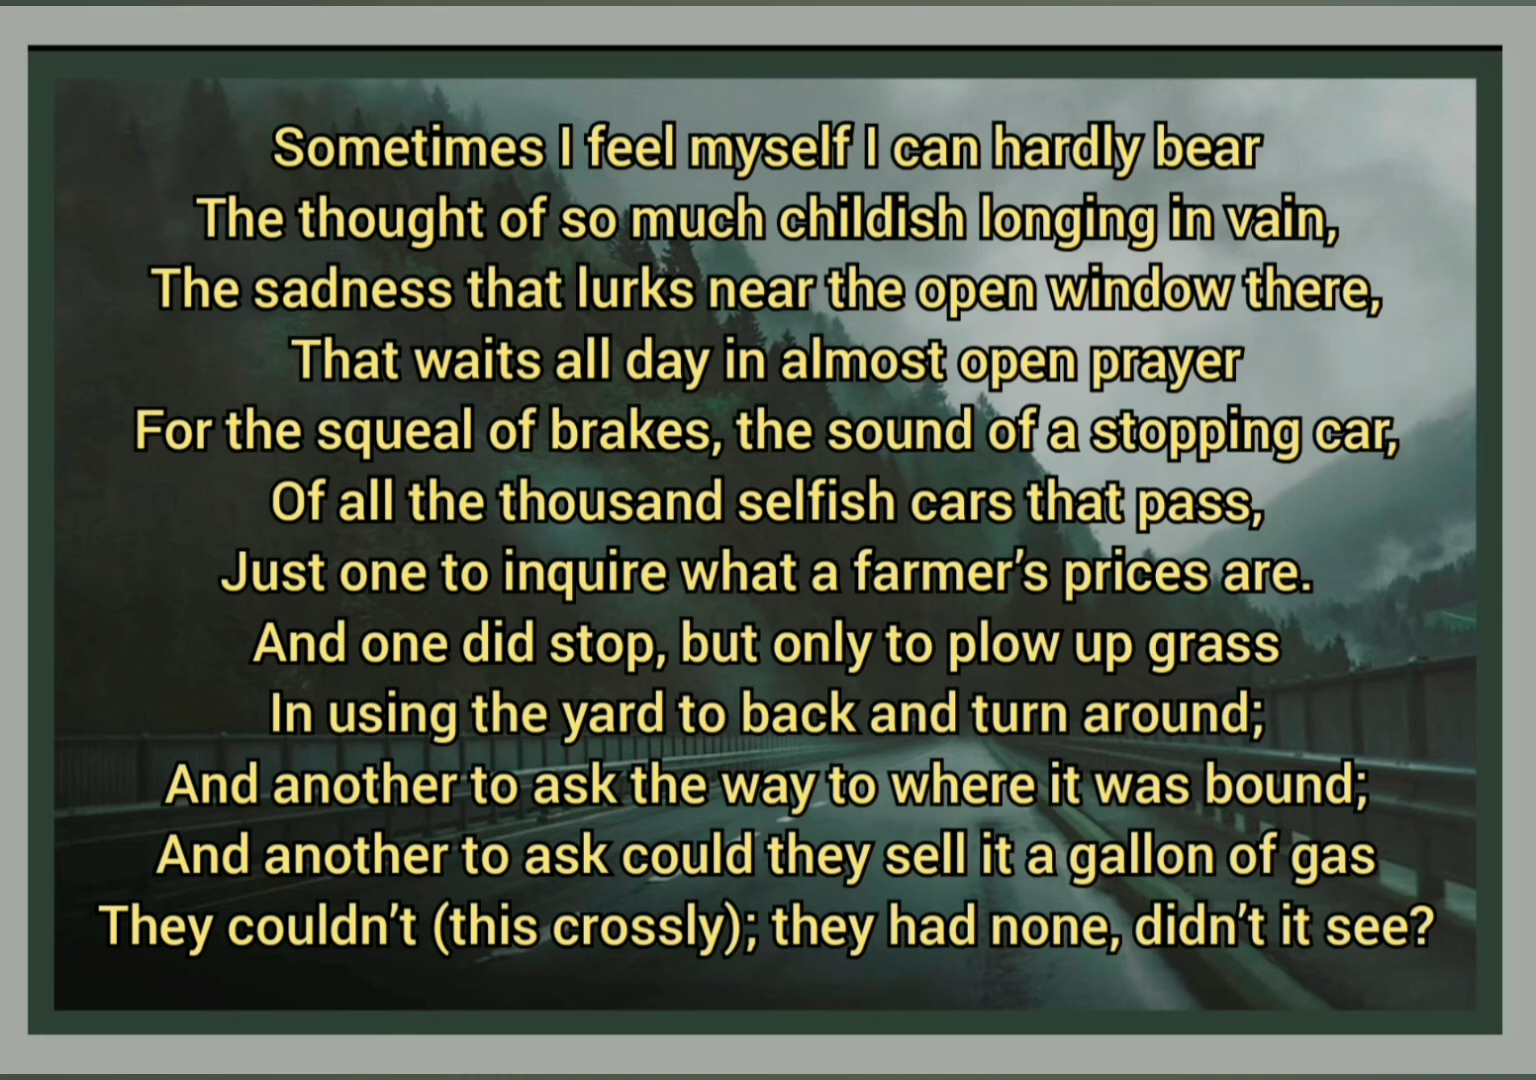 Sometimes I feel myself I can hardly bear
The thought of so much childish longing in vain,
The sadness that lurks near the open window there,
That waits all day in almost open prayer
For the squeal of brakes, the sound of a stopping car,
Of all the thousand selfish cars that pass,
Just one to inquire what a farmer’s prices are.
And one did stop, but only to plow up grass
In using the yard to back and turn around;
And another to ask the way to where it was bound;
And another to ask could they sell it a gallon of gas
They couldn’t (this crossly); they had none, didn’t it see?